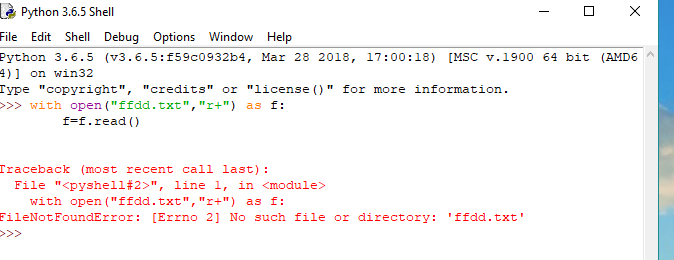 Python 3.6.5 Shell
File Edit Shell Debug Options Window Help
Python 3.6.5 (v3.6.5:f59c0932b4, Mar 28 2018, 17:00:18) [MSC v.1900 64 bit (AMD6
4)] on win32
Type "copyright", "credits" or "license()" for more information.
>>> with open("ffdd.txt","r+") as f:
        f=f.read()
Traceback (most recent call last):
  File "<pyshell#2>", line 1, in <module>
    with open("ffdd.txt","r+") as f:
FileNotFoundError: [Errno 2] No such file or directory: 'ffdd.txt'
>>>